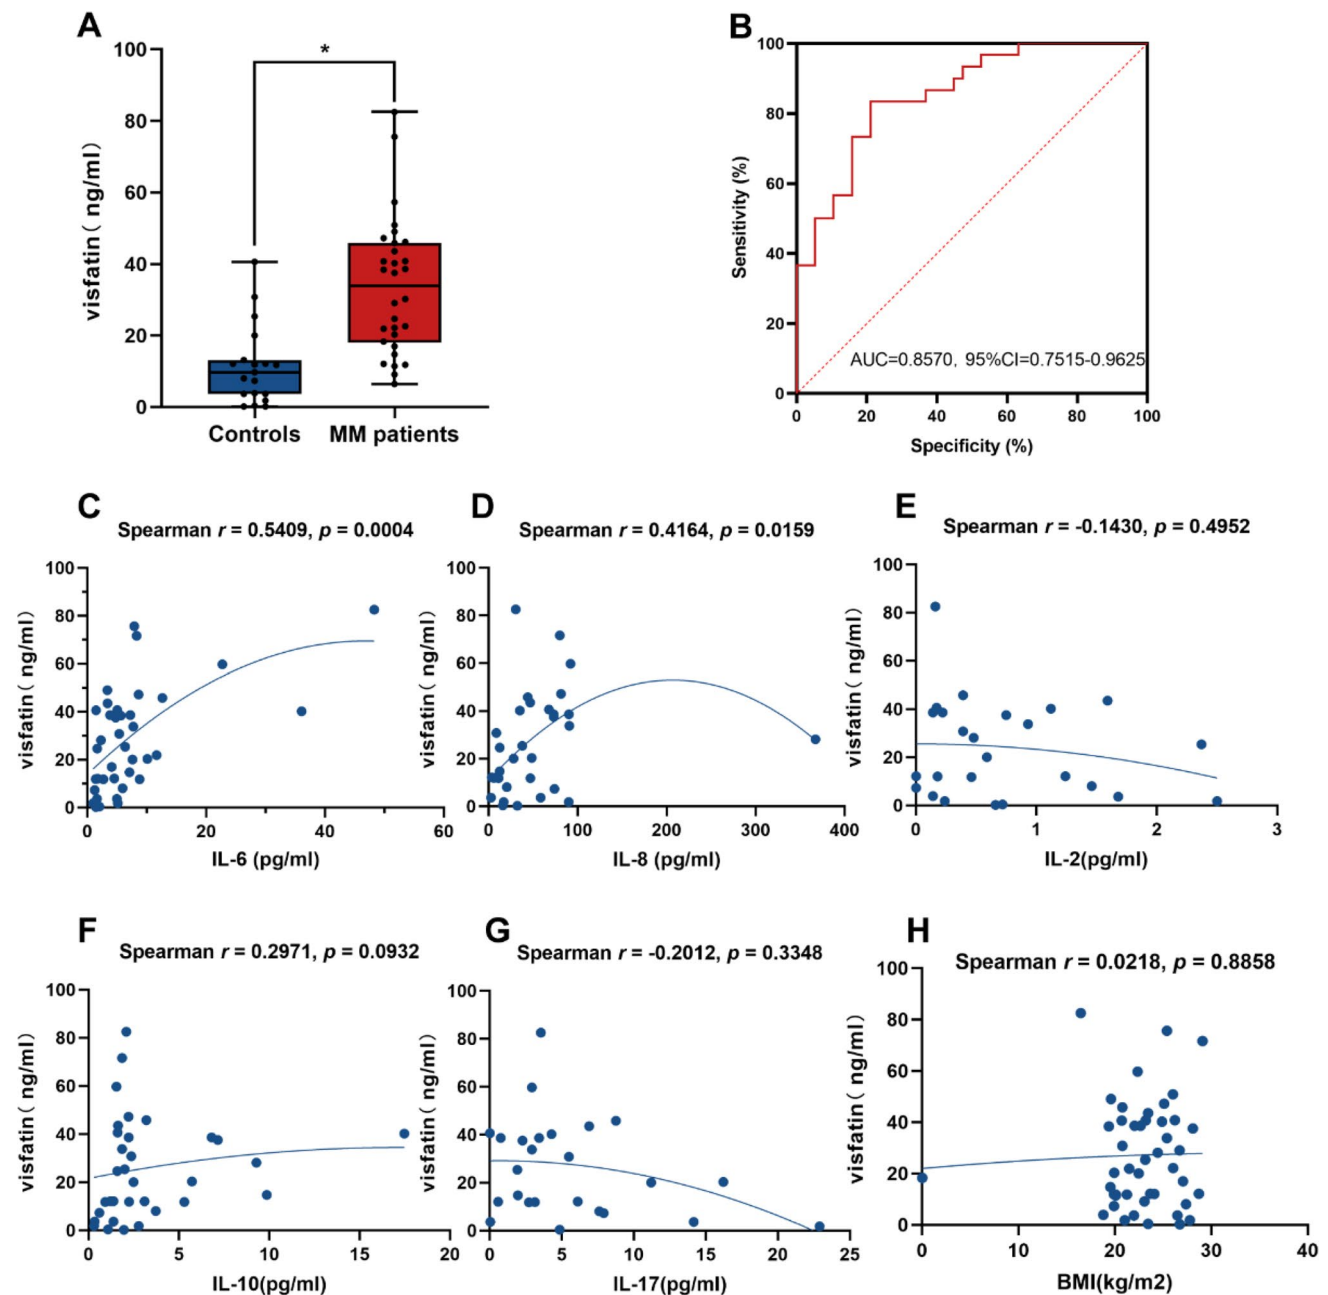 A
*
100
80
60
40
20
0
visfatin( ng/ml)
Controls
MM patients
B
100
80
60
40
20
0
Sensitivity (%)
AUC=0.8570, 95%CI=0.7515-0.9625
0 20 40 60 80 100
Specificity (%)
C
Spearman r = 0.5409, p = 0.0004
100
80
60
40
20
0
visfatin( ng/ml)
0 20 40 60
IL-6 (pg/ml)
D
Spearman r = 0.4164, p = 0.0159
100
80
60
40
20
0
visfatin( ng/ml)
0 100 200 300 400
IL-8 (pg/ml)
E
Spearman r = -0.1430, p = 0.4952
100
80
60
40
20
0
visfatin( ng/ml)
0 1 2 3
IL-2(pg/ml)
F
Spearman r = 0.2971, p = 0.0932
100
80
60
40
20
0
visfatin( ng/ml)
0 5 10 15 20
IL-10(pg/ml)
G
Spearman r = -0.2012, p = 0.3348
100
80
60
40
20
0
visfatin( ng/ml)
0 5 10 15 20 25
IL-17(pg/ml)
H
Spearman r = 0.0218, p = 0.8858
100
80
60
40
20
0
visfatin( ng/ml)
0 10 20 30 40
BMI(kg/m2)